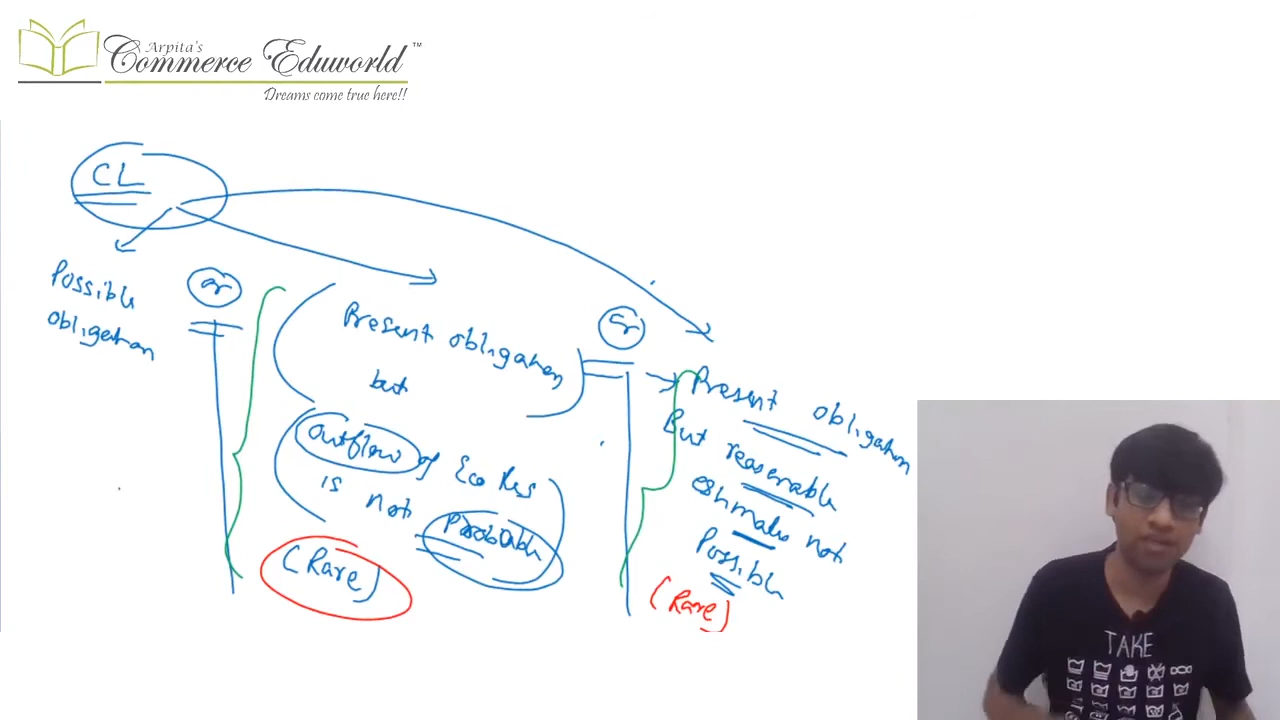 Arpita's
Commerce Eduworld™
Dreams come true here!!
CL
Possible
obligation
or
Present obligation
but
outflow of Eco Res
is not Probable
(Rare)
or
Present obligation
But reasonable
estimates not
Possible
(Rare)
TAKE